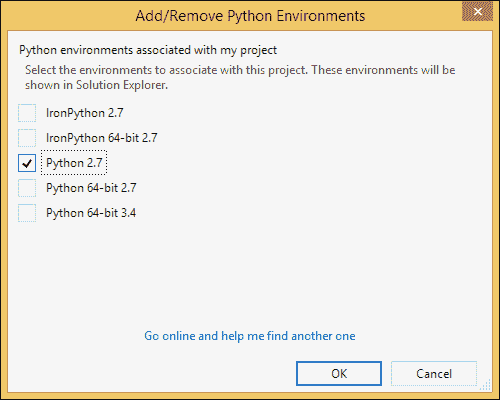 Add/Remove Python Environments
Python environments associated with my project
Select the environments to associate with this project. These environments will be
shown in Solution Explorer.
IronPython 2.7
IronPython 64-bit 2.7
Python 2.7
Python 64-bit 2.7
Python 64-bit 3.4
Go online and help me find another one
OK Cancel